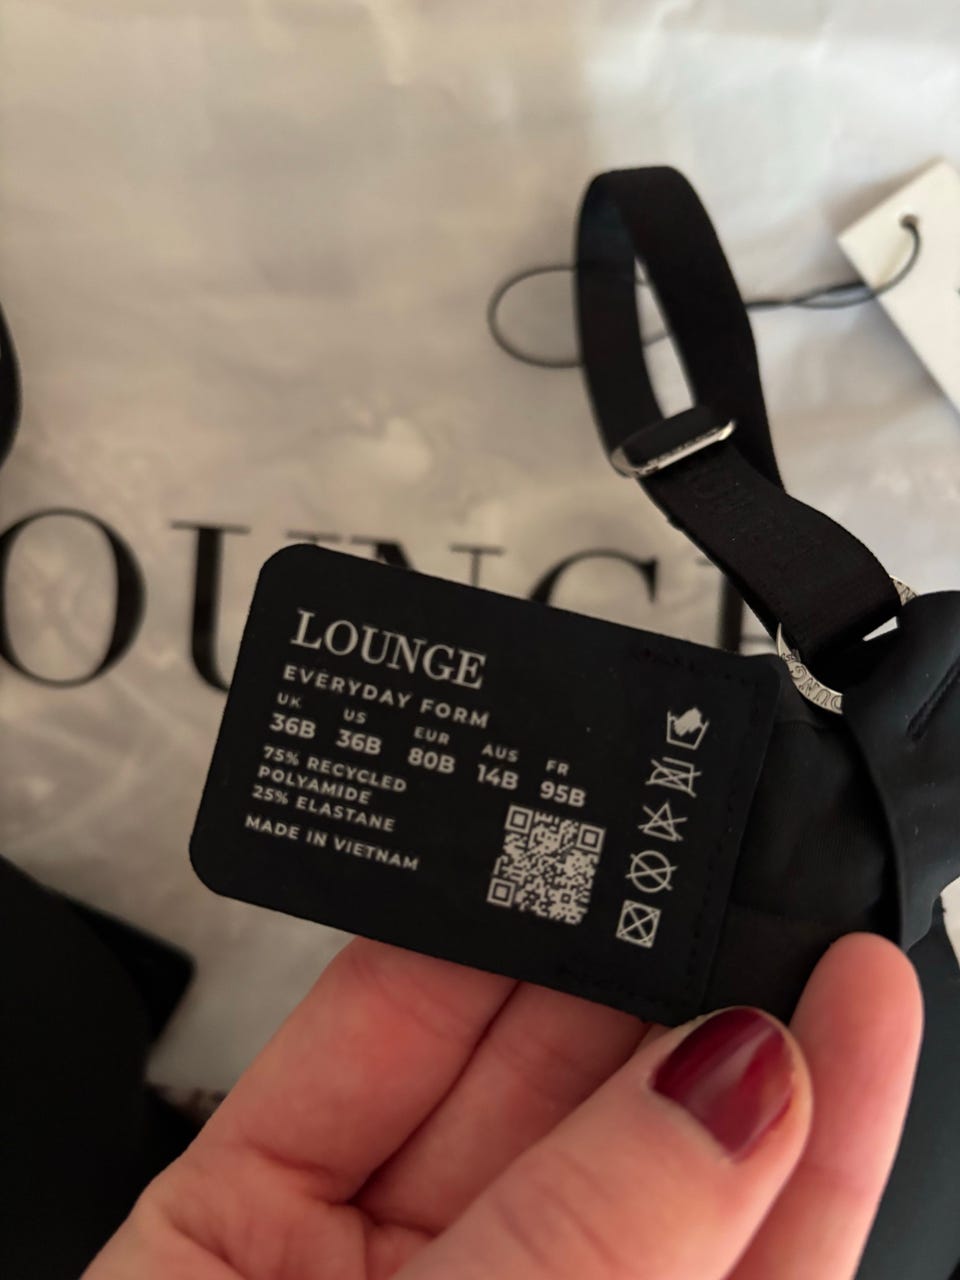 OUNGE
LOUNGE
EVERYDAY FORM
UK US EUR AUS FR
36B 36B 80B 14B 95B
75% RECYCLED
POLYAMIDE
25% ELASTANE
MADE IN VIETNAM